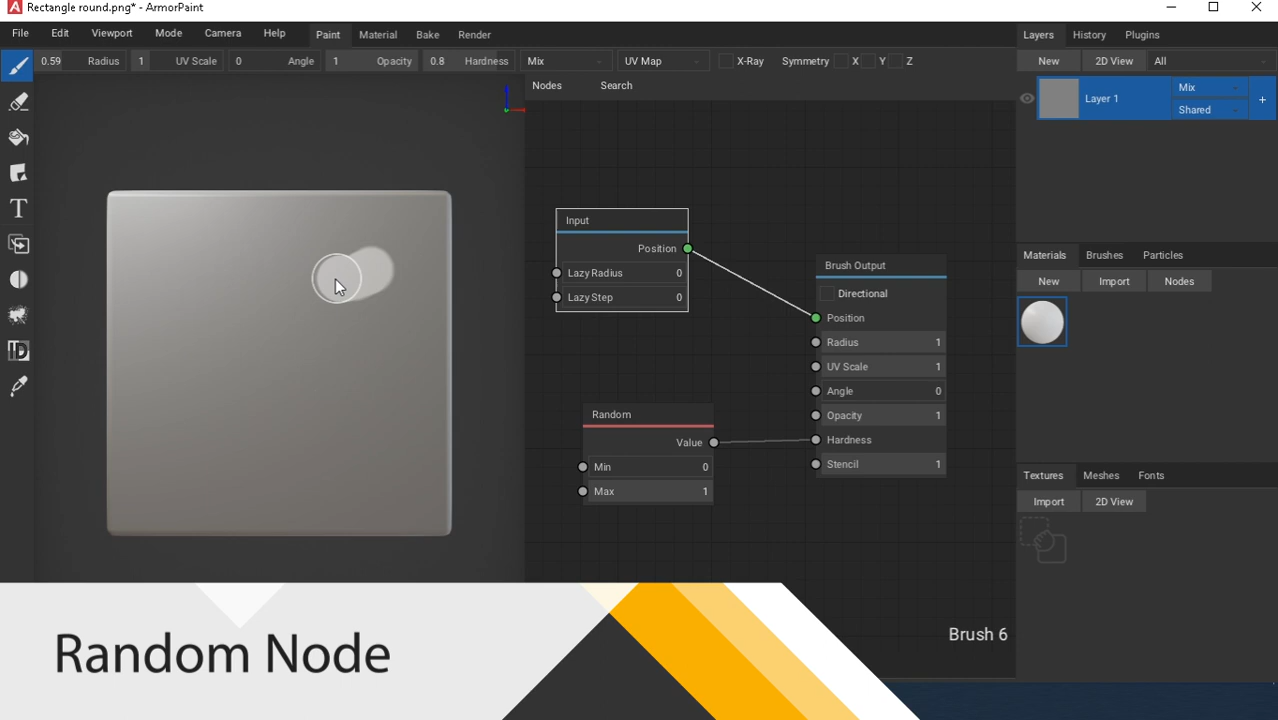 Rectangle round.png* - ArmorPaint
File Edit Viewport Mode Camera Help Paint Material Bake Render
Layers History Plugins
0.59 Radius 1 UV Scale 0 Angle 1 Opacity 0.8 Hardness Mix UV Map X-Ray Symmetry X Y Z
New 2D View All
Nodes Search
Layer 1 Mix
Shared
Input
Position
Lazy Radius 0
Lazy Step 0
Brush Output
Directional
Position
Radius 1
UV Scale 1
Angle 0
Opacity 1
Hardness
Stencil 1
Random
Value
Min 0
Max 1
Materials Brushes Particles
New Import Nodes
Textures Meshes Fonts
Import 2D View
Brush 6
Random Node